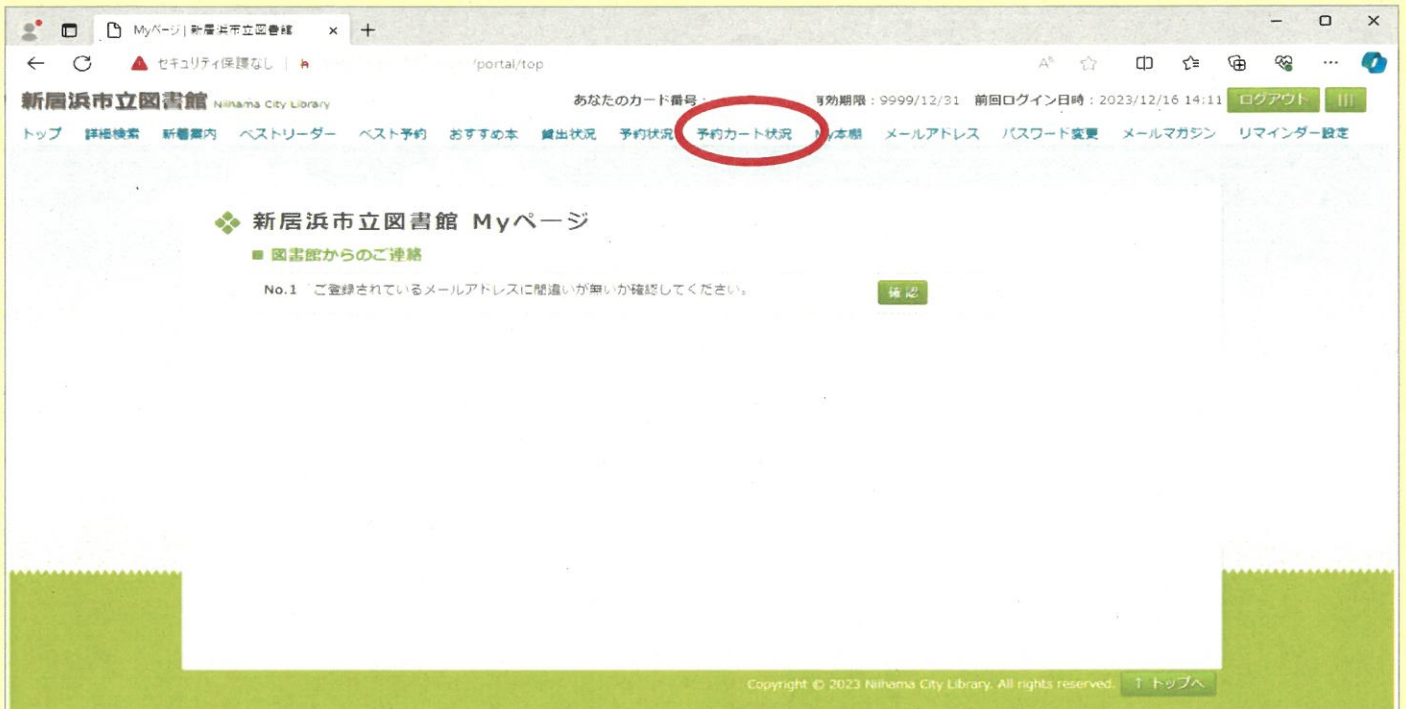 Myページ | 新居浜市立図書館
セキュリティ保護なし
/portal/top
新居浜市立図書館 Niihama City Library
あなたのカード番号：
有効期限：9999/12/31 前回ログイン日時：2023/12/16 14:11 ログアウト
トップ 詳細検索 新着案内 ベストリーダー ベスト予約 おすすめ本 貸出状況 予約状況 予約カート状況 My本棚 メールアドレス パスワード変更 メールマガジン リマインダー設定
新居浜市立図書館 Myページ
図書館からのご連絡
No.1 ご登録されているメールアドレスに間違いが無いか確認してください。 確認
Copyright © 2023 Niihama City Library. All rights reserved. ↑ トップへ